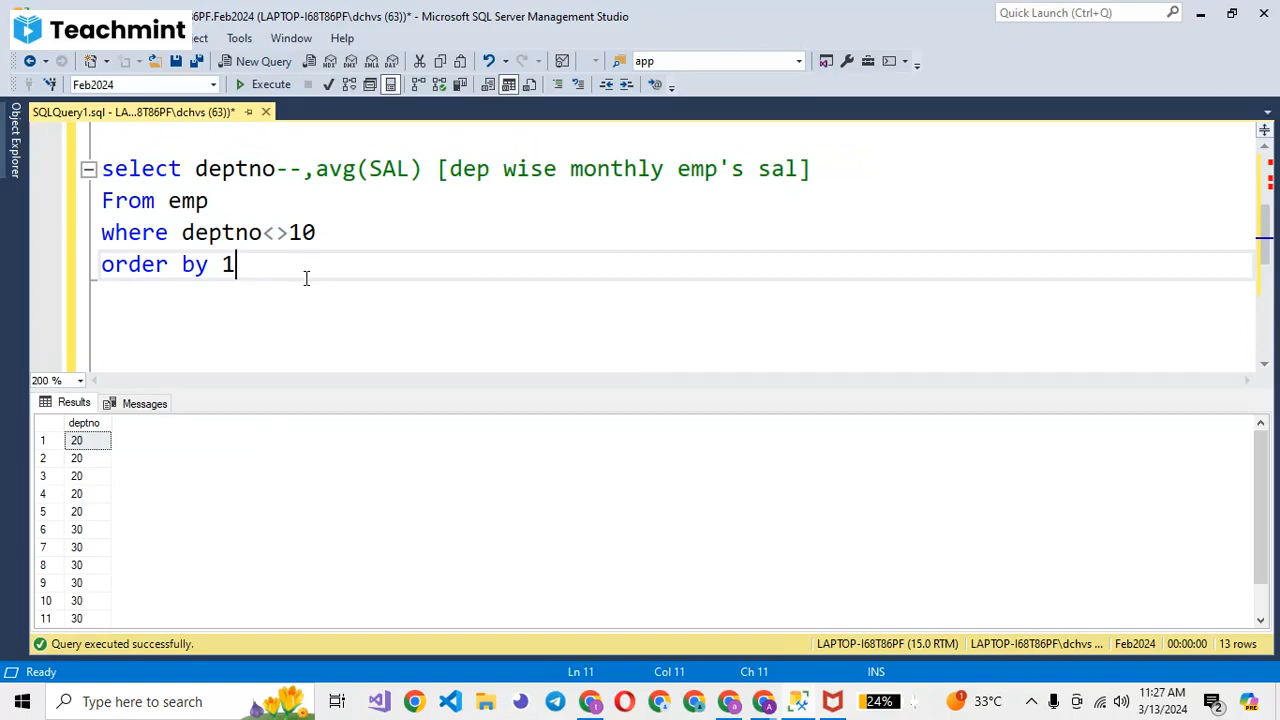 Teachmint
86PF.Feb2024 (LAPTOP-I68T86PF\dchvs (63))* - Microsoft SQL Server Management Studio
Quick Launch (Ctrl+Q)
Tools Window Help
New Query
app
Feb2024
Execute
SQLQuery1.sql - LA...8T86PF\dchvs (63))*
Object Explorer
select deptno--,avg(SAL) [dep wise monthly emp's sal]
From emp
where deptno<>10
order by 1
200 %
Results Messages
deptno
1 20
2 20
3 20
4 20
5 20
6 30
7 30
8 30
9 30
10 30
11 30
Query executed successfully.
LAPTOP-I68T86PF (15.0 RTM) LAPTOP-I68T86PF\dchvs ... Feb2024 00:00:00 13 rows
Ready
Ln 11 Col 11 Ch 11 INS
Type here to search
24%
1
33°C
11:27 AM
3/13/2024
2